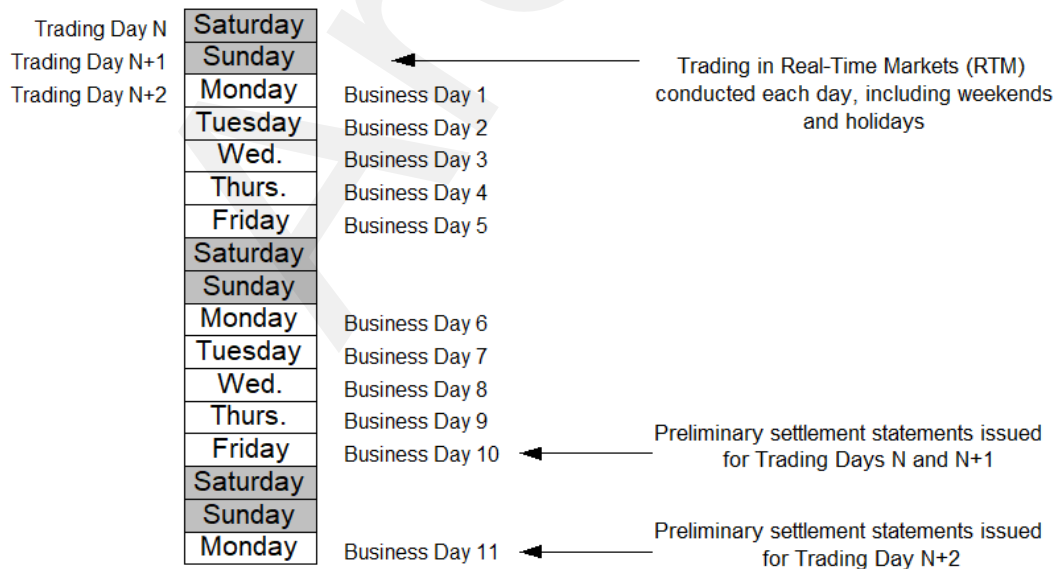 Trading Day N Saturday
Trading Day N+1 Sunday
Trading Day N+2 Monday Business Day 1
Trading in Real-Time Markets (RTM)
conducted each day, including weekends
and holidays
Tuesday Business Day 2
Wed. Business Day 3
Thurs. Business Day 4
Friday Business Day 5
Saturday
Sunday
Monday Business Day 6
Tuesday Business Day 7
Wed. Business Day 8
Thurs. Business Day 9
Friday Business Day 10
Preliminary settlement statements issued
for Trading Days N and N+1
Saturday
Sunday
Monday Business Day 11
Preliminary settlement statements issued
for Trading Day N+2